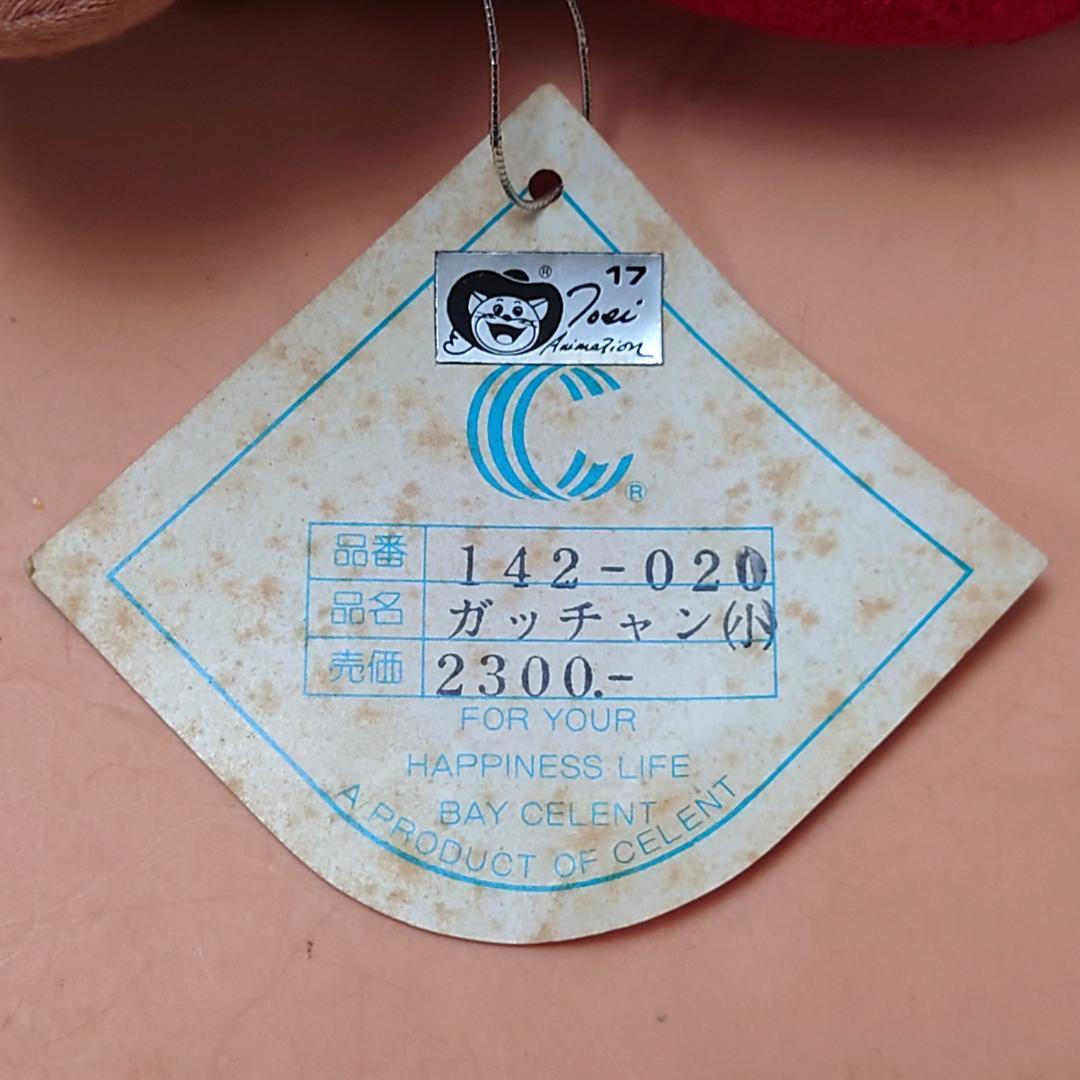 ® 17
Toei
Animation
C
®
品番 142-020
品名 ガッチャン(小)
売価 2300.-
FOR YOUR
HAPPINESS LIFE
BAY CELENT
A PRODUCT OF CELENT